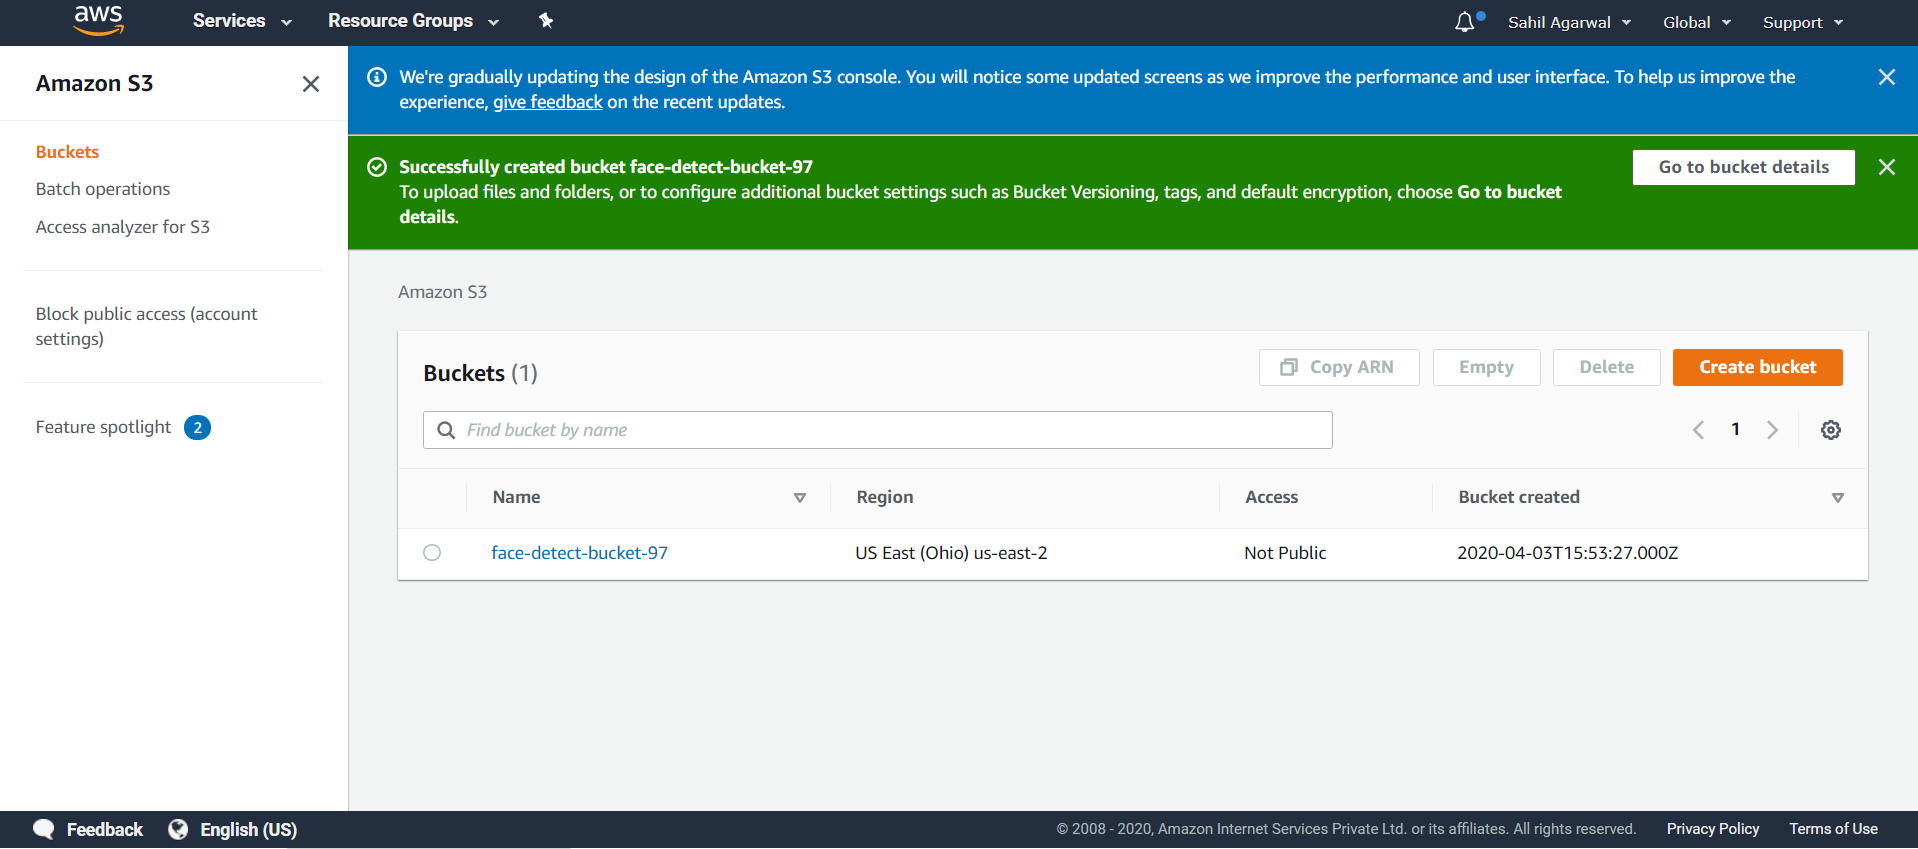 aws
Services
Resource Groups
Sahil Agarwal
Global
Support
Amazon S3
Buckets
Batch operations
Access analyzer for S3
Block public access (account
settings)
Feature spotlight 2
We're gradually updating the design of the Amazon S3 console. You will notice some updated screens as we improve the performance and user interface. To help us improve the
experience, give feedback on the recent updates.
Successfully created bucket face-detect-bucket-97
To upload files and folders, or to configure additional bucket settings such as Bucket Versioning, tags, and default encryption, choose Go to bucket
details.
Go to bucket details
Amazon S3
Buckets (1)
Copy ARN
Empty
Delete
Create bucket
Find bucket by name
1
Name
Region
Access
Bucket created
face-detect-bucket-97
US East (Ohio) us-east-2
Not Public
2020-04-03T15:53:27.000Z
Feedback
English (US)
© 2008 - 2020, Amazon Internet Services Private Ltd. or its affiliates. All rights reserved.
Privacy Policy
Terms of Use